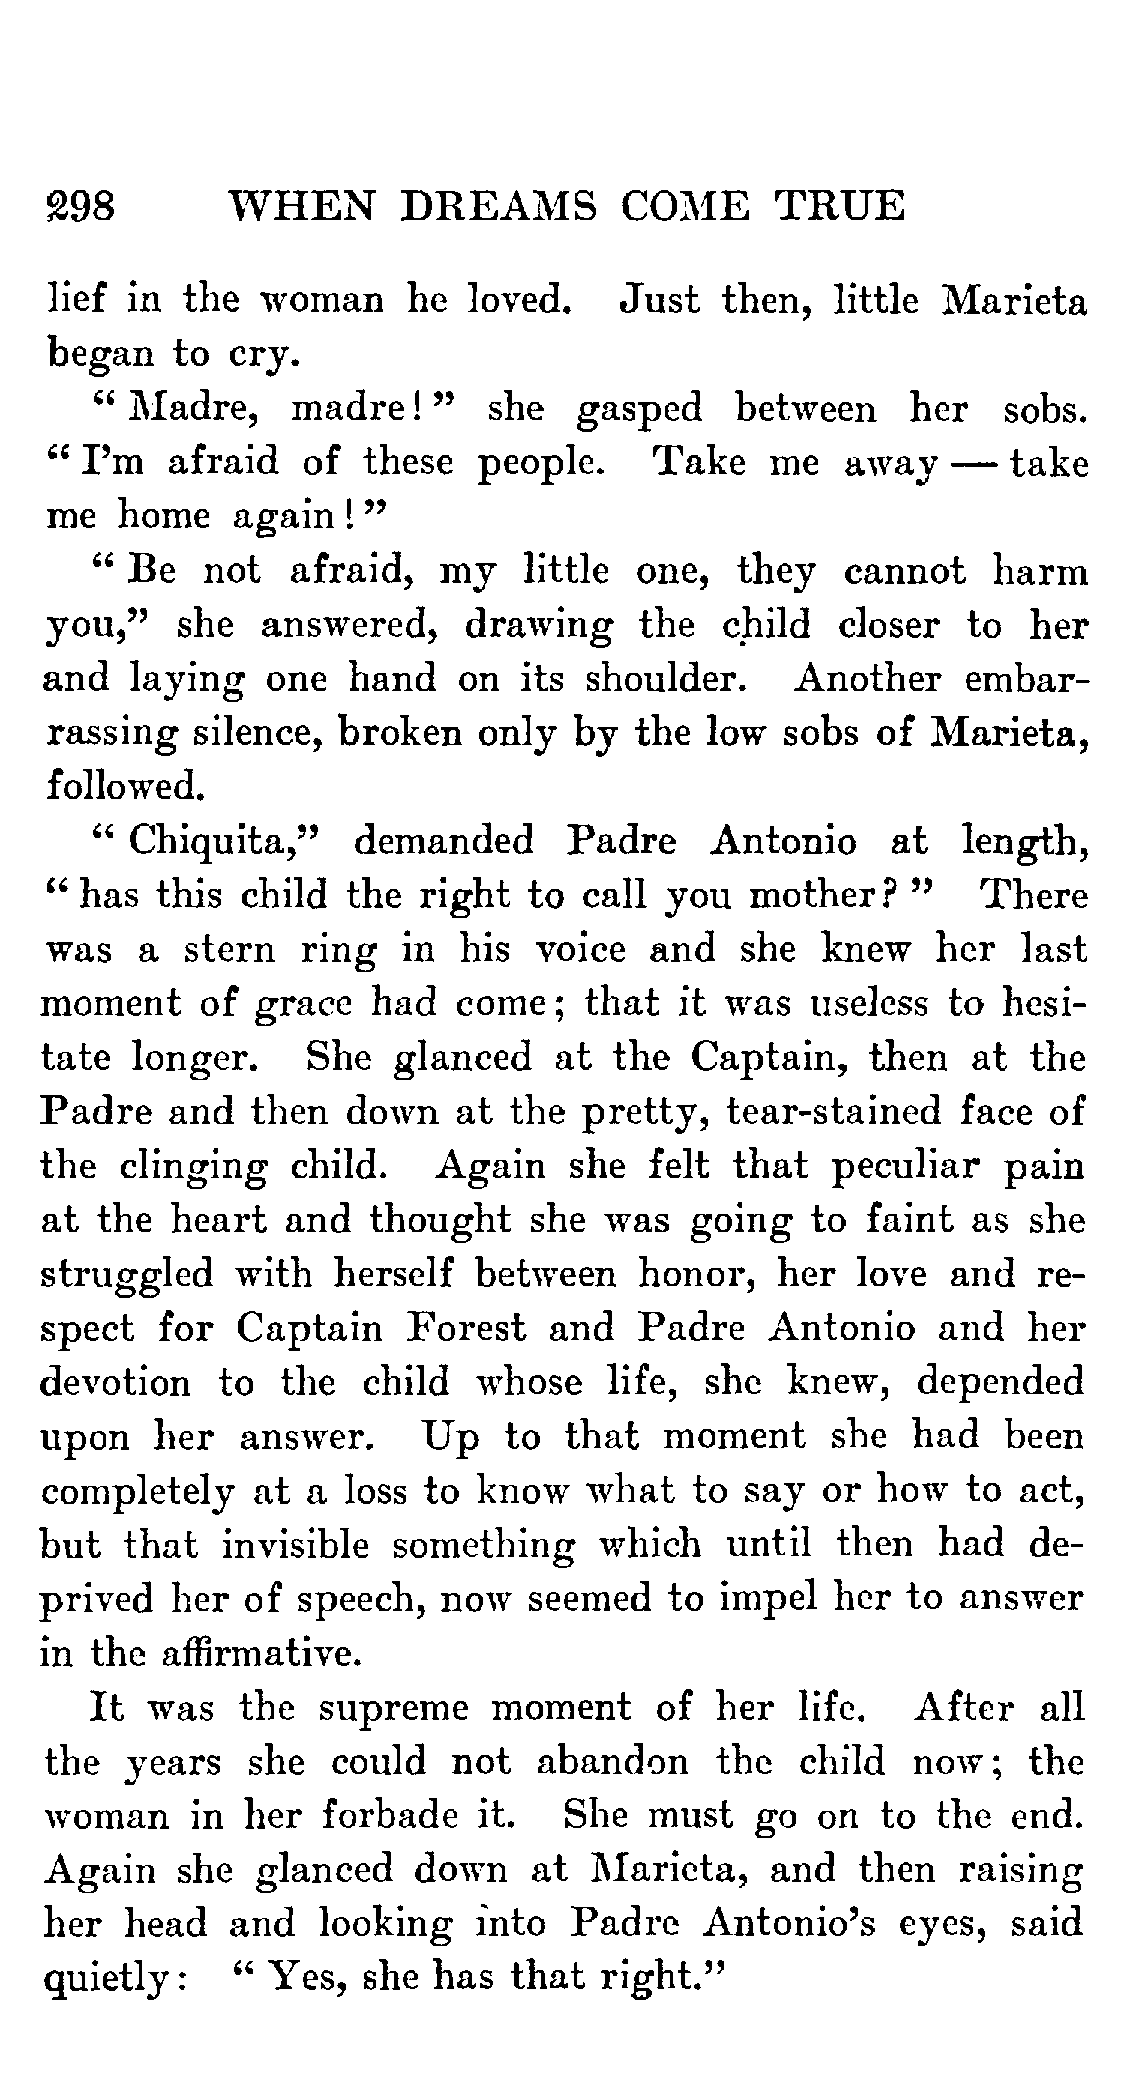 298 WHEN DREAMS COME TRUE
lief in the woman he loved. Just then, little Marieta
began to cry.
" Madre, madre! " she gasped between her sobs.
" I'm afraid of these people. Take me away — take
me home again! "
" Be not afraid, my little one, they cannot harm
you," she answered, drawing the child closer to her
and laying one hand on its shoulder. Another embar-
rassing silence, broken only by the low sobs of Marieta,
followed.
" Chiquita," demanded Padre Antonio at length,
" has this child the right to call you mother? " There
was a stern ring in his voice and she knew her last
moment of grace had come; that it was useless to hesi-
tate longer. She glanced at the Captain, then at the
Padre and then down at the pretty, tear-stained face of
the clinging child. Again she felt that peculiar pain
at the heart and thought she was going to faint as she
struggled with herself between honor, her love and re-
spect for Captain Forest and Padre Antonio and her
devotion to the child whose life, she knew, depended
upon her answer. Up to that moment she had been
completely at a loss to know what to say or how to act,
but that invisible something which until then had de-
prived her of speech, now seemed to impel her to answer
in the affirmative.
It was the supreme moment of her life. After all
the years she could not abandon the child now; the
woman in her forbade it. She must go on to the end.
Again she glanced down at Marieta, and then raising
her head and looking into Padre Antonio's eyes, said
quietly: " Yes, she has that right."